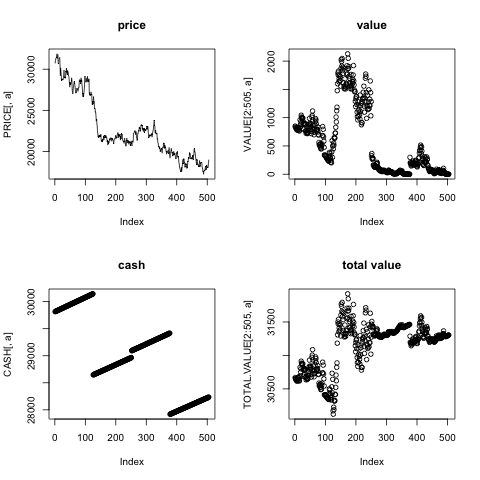 price
PRICE[, a]
30000
25000
20000
0 100 200 300 400 500
Index
value
VALUE[2:505, a]
2000
1000
500
0
0 100 200 300 400 500
Index
cash
CASH[, a]
30000
29000
28000
0 100 200 300 400 500
Index
total value
TOTAL.VALUE[2:505, a]
31500
30500
0 100 200 300 400 500
Index